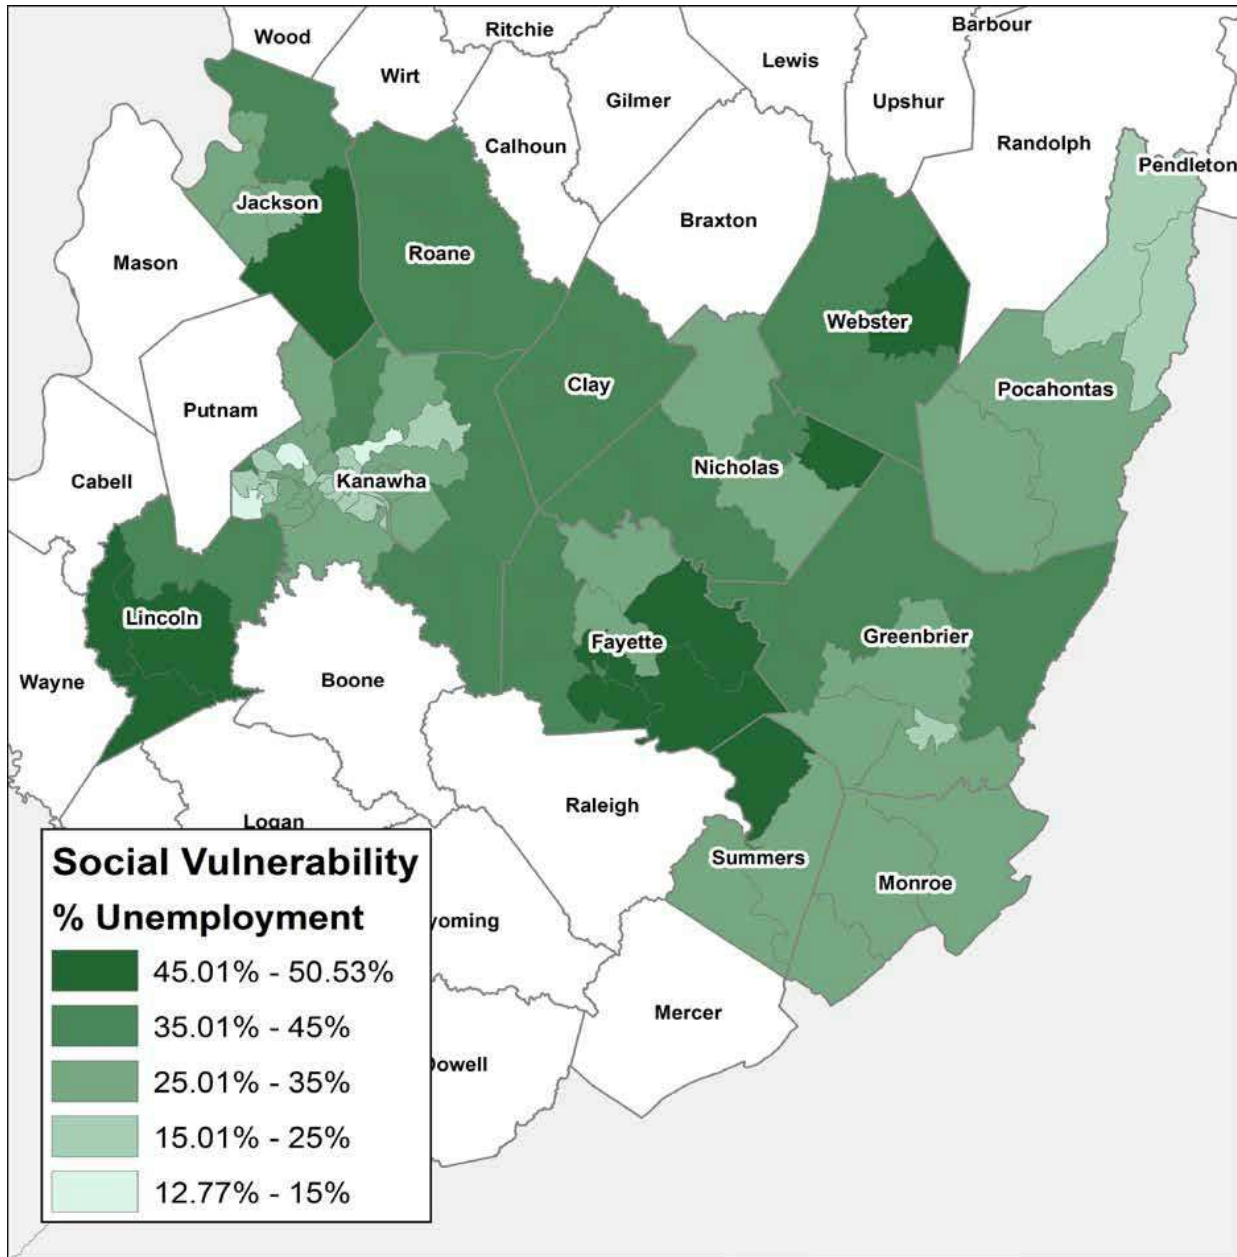 Barbour
Ritchie
Wood
Lewis
Wirt
Gilmer
Upshur
Calhoun
Randolph
Pendleton
Jackson
Braxton
Roane
Mason
Webster
Clay
Pocahontas
Putnam
Nicholas
Cabell
Kanawha
Lincoln
Fayette
Greenbrier
Wayne
Boone
Raleigh
Logan
Summers
Monroe
yoming
Mercer
Dowell
Social Vulnerability
% Unemployment
45.01% - 50.53%
35.01% - 45%
25.01% - 35%
15.01% - 25%
12.77% - 15%